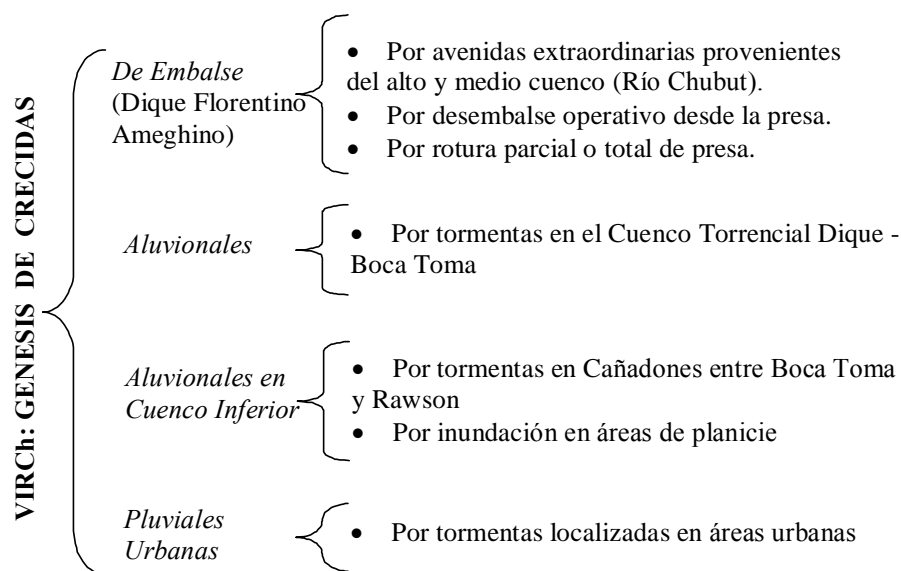 VIRCh: GENESIS DE CRECIDAS
De Embalse
(Dique Florentino
Ameghino)
• Por avenidas extraordinarias provenientes
del alto y medio cuenco (Río Chubut).
• Por desembalse operativo desde la presa.
• Por rotura parcial o total de presa.
Aluvionales
• Por tormentas en el Cuenco Torrencial Dique -
Boca Toma
Aluvionales en
Cuenco Inferior
• Por tormentas en Cañadones entre Boca Toma
y Rawson
• Por inundación en áreas de planicie
Pluviales
Urbanas
• Por tormentas localizadas en áreas urbanas